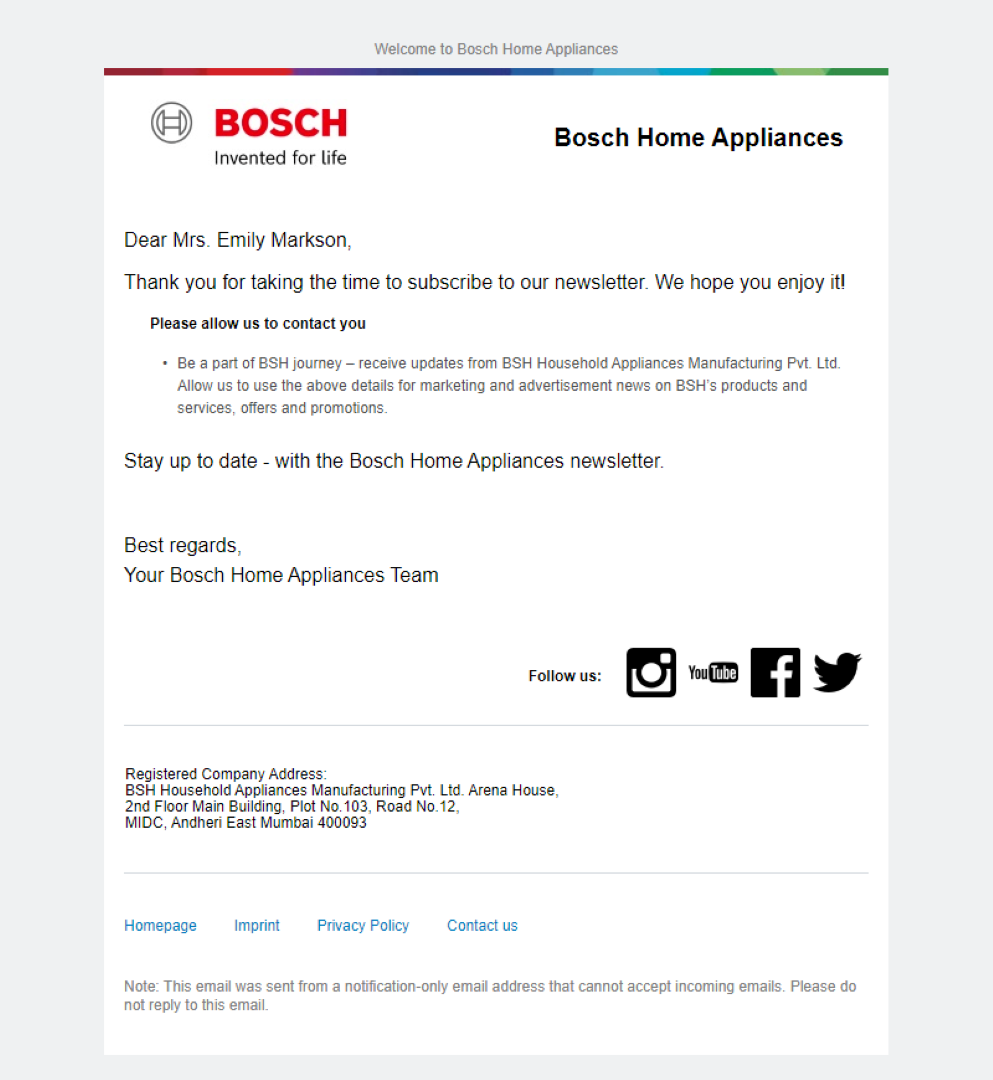 Welcome to Bosch Home Appliances
BOSCH
Invented for life
Bosch Home Appliances
Dear Mrs. Emily Markson,
Thank you for taking the time to subscribe to our newsletter. We hope you enjoy it!
Please allow us to contact you
• Be a part of BSH journey – receive updates from BSH Household Appliances Manufacturing Pvt. Ltd.
Allow us to use the above details for marketing and advertisement news on BSH's products and
services, offers and promotions.
Stay up to date - with the Bosch Home Appliances newsletter.
Best regards,
Your Bosch Home Appliances Team
Follow us:
YouTube
Registered Company Address:
BSH Household Appliances Manufacturing Pvt. Ltd. Arena House,
2nd Floor Main Building, Plot No.103, Road No.12,
MIDC, Andheri East Mumbai 400093
Homepage Imprint Privacy Policy Contact us
Note: This email was sent from a notification-only email address that cannot accept incoming emails. Please do
not reply to this email.